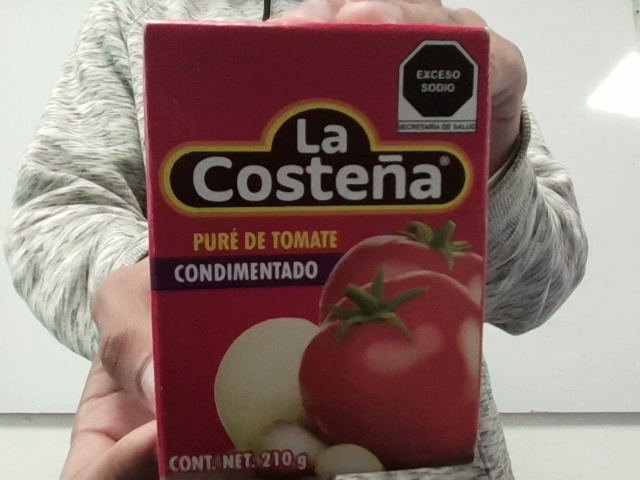 EXCESO
SODIO
SECRETARÍA DE SALUD
La
Costeña®
PURÉ DE TOMATE
CONDIMENTADO
CONT. NET. 210 g